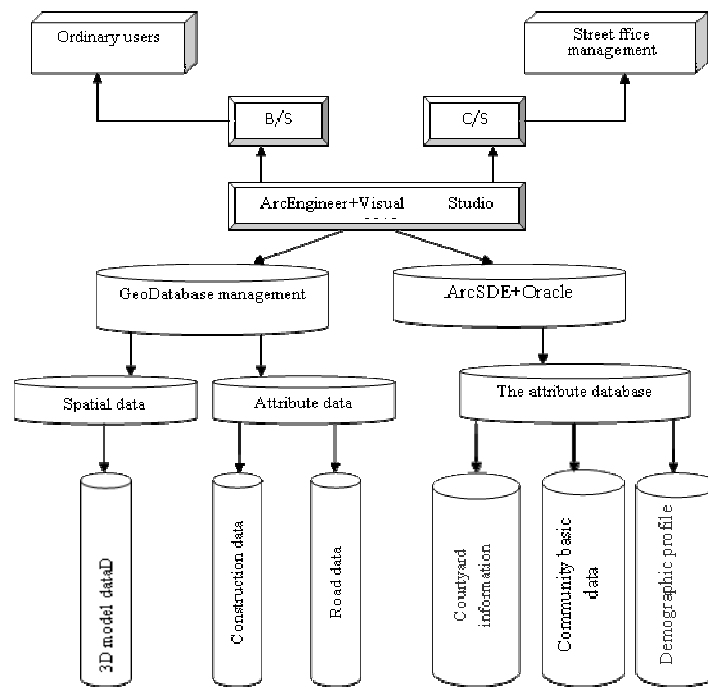 Ordinary users
Street ffice
management
B/S
C/S
ArcEngineer+Visual Studio
GeoDatabase management
ArcSDE+Oracle
Spatial data
Attribute data
The attribute database
3D model dataD
Construction data
Road data
Courtyard
information
Community basic
data
Demographic profile